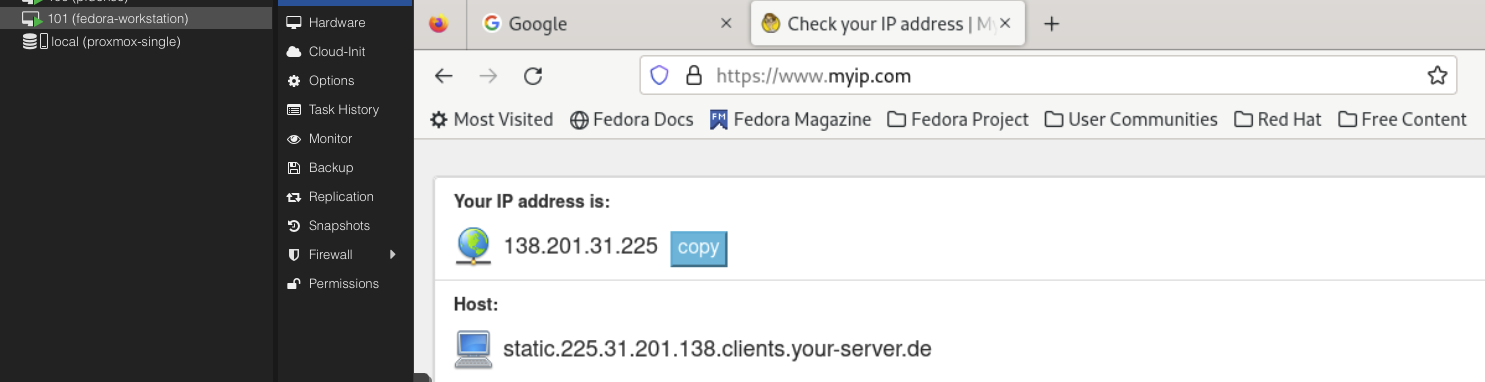 101 (fedora-workstation)
local (proxmox-single)
Hardware
Cloud-Init
Options
Task History
Monitor
Backup
Replication
Snapshots
Firewall
Permissions
Google
Check your IP address | My
https://www.myip.com
Most Visited Fedora Docs Fedora Magazine Fedora Project User Communities Red Hat Free Content
Your IP address is:
138.201.31.225 copy
Host:
static.225.31.201.138.clients.your-server.de